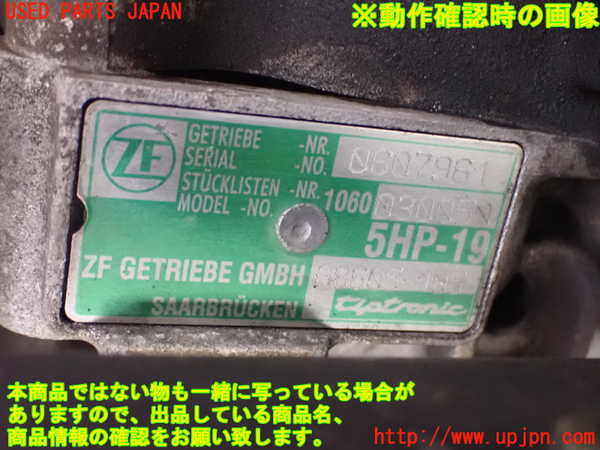 USED PARTS JAPAN
※動作確認時の画像
ZF
GETRIEBE -NR.
SERIAL -NO. 0607981
STÜCKLISTEN -NR. 1060
MODEL -NO.
5HP-19
ZF GETRIEBE GMBH
SAARBRÜCKEN tiptronic
本商品ではない物も一緒に写っている場合が
ありますので、出品している商品名、
商品情報の確認をお願い致します。
http://www.upjpn.com/